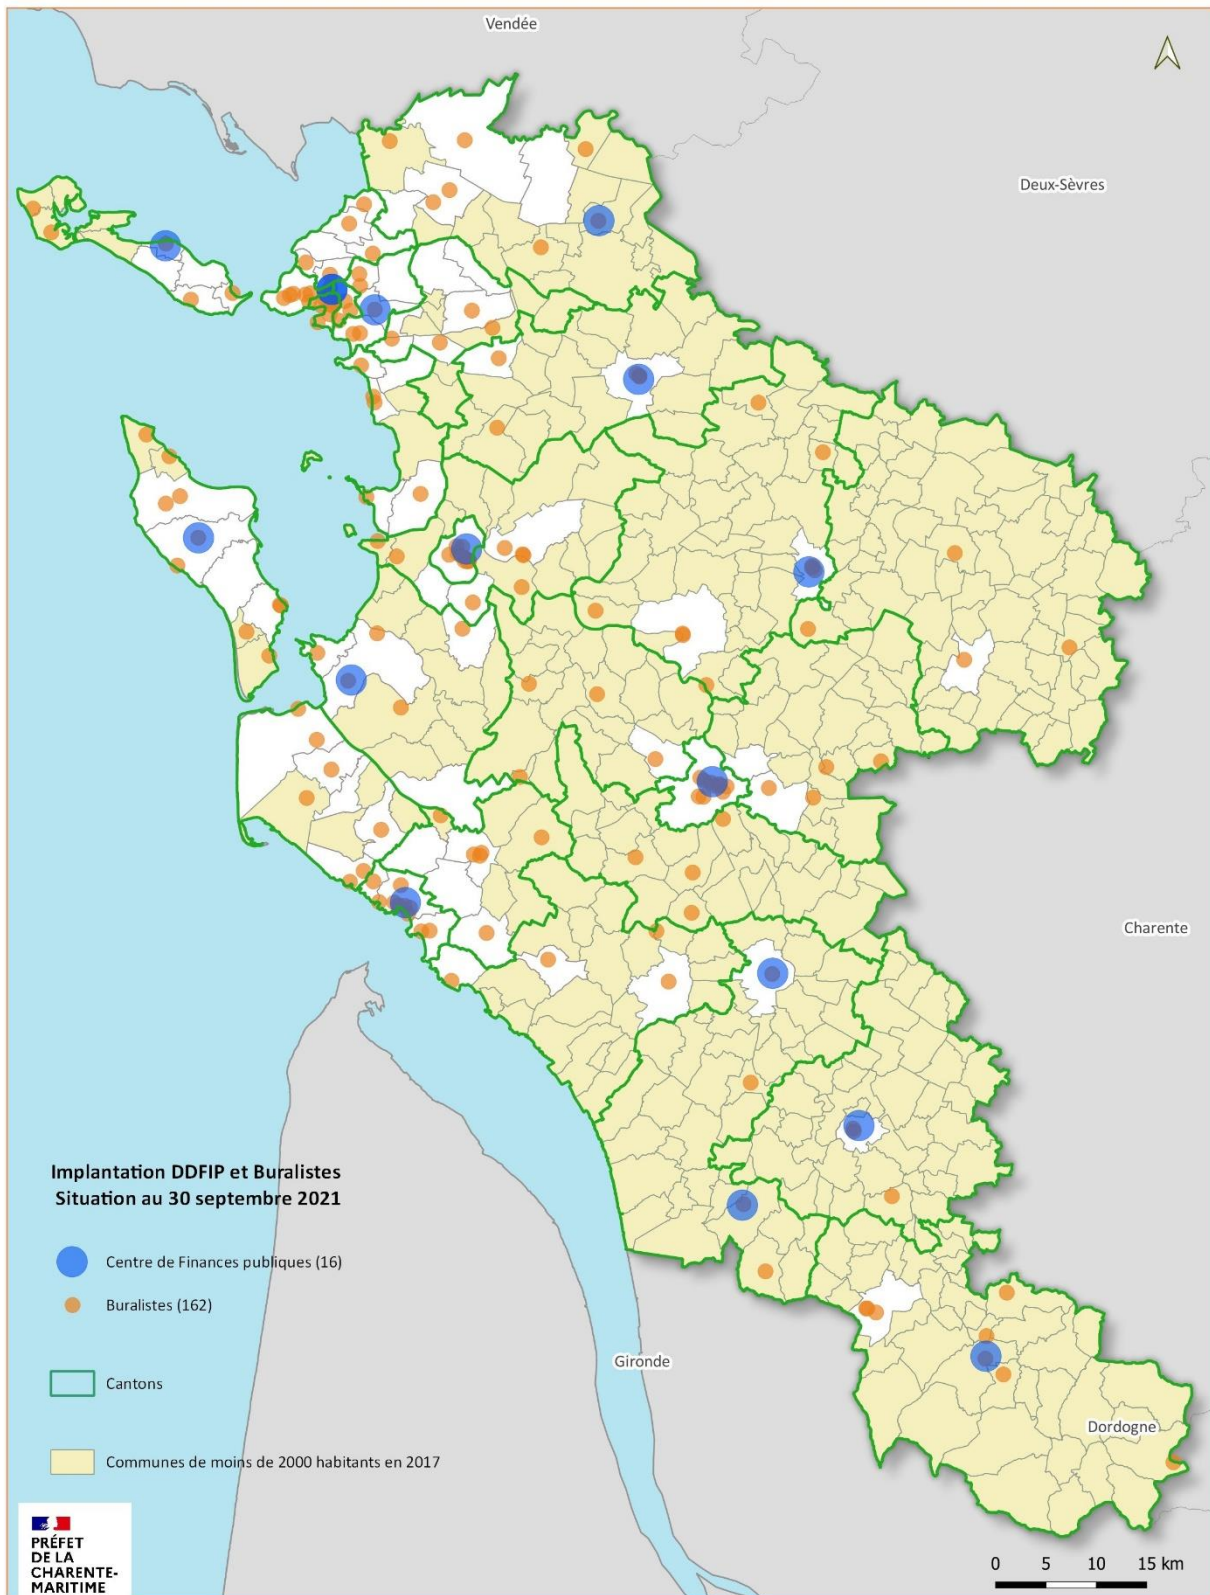 Vendée
Deux-Sèvres
Charente
Implantation DDFIP et Buralistes
Situation au 30 septembre 2021
Centre de Finances publiques (16)
Buralistes (162)
Cantons
Communes de moins de 2000 habitants en 2017
Gironde
Dordogne
PRÉFET
DE LA
CHARENTE-
MARITIME
0 5 10 15 km